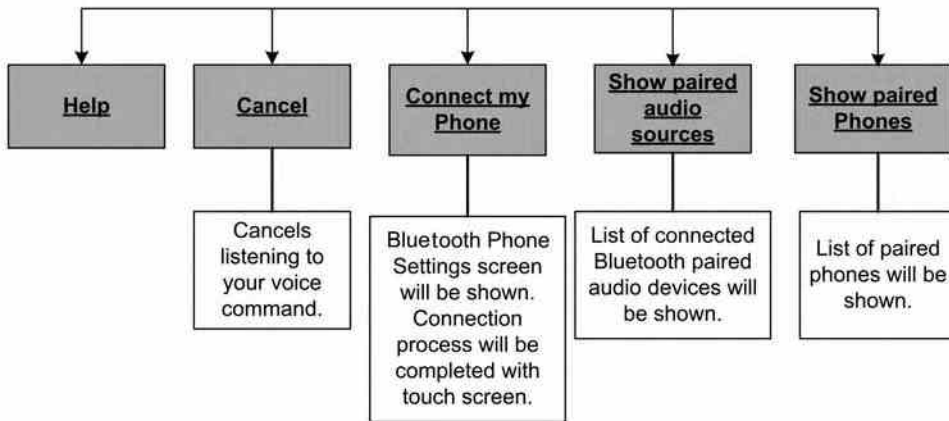 Help
Cancel
Connect my
Phone
Show paired
audio
sources
Show paired
Phones
Cancels
listening to
your voice
command.
Bluetooth Phone
Settings screen
will be shown.
Connection
process will be
completed with
touch screen.
List of connected
Bluetooth paired
audio devices will
be shown.
List of paired
phones will be
shown.